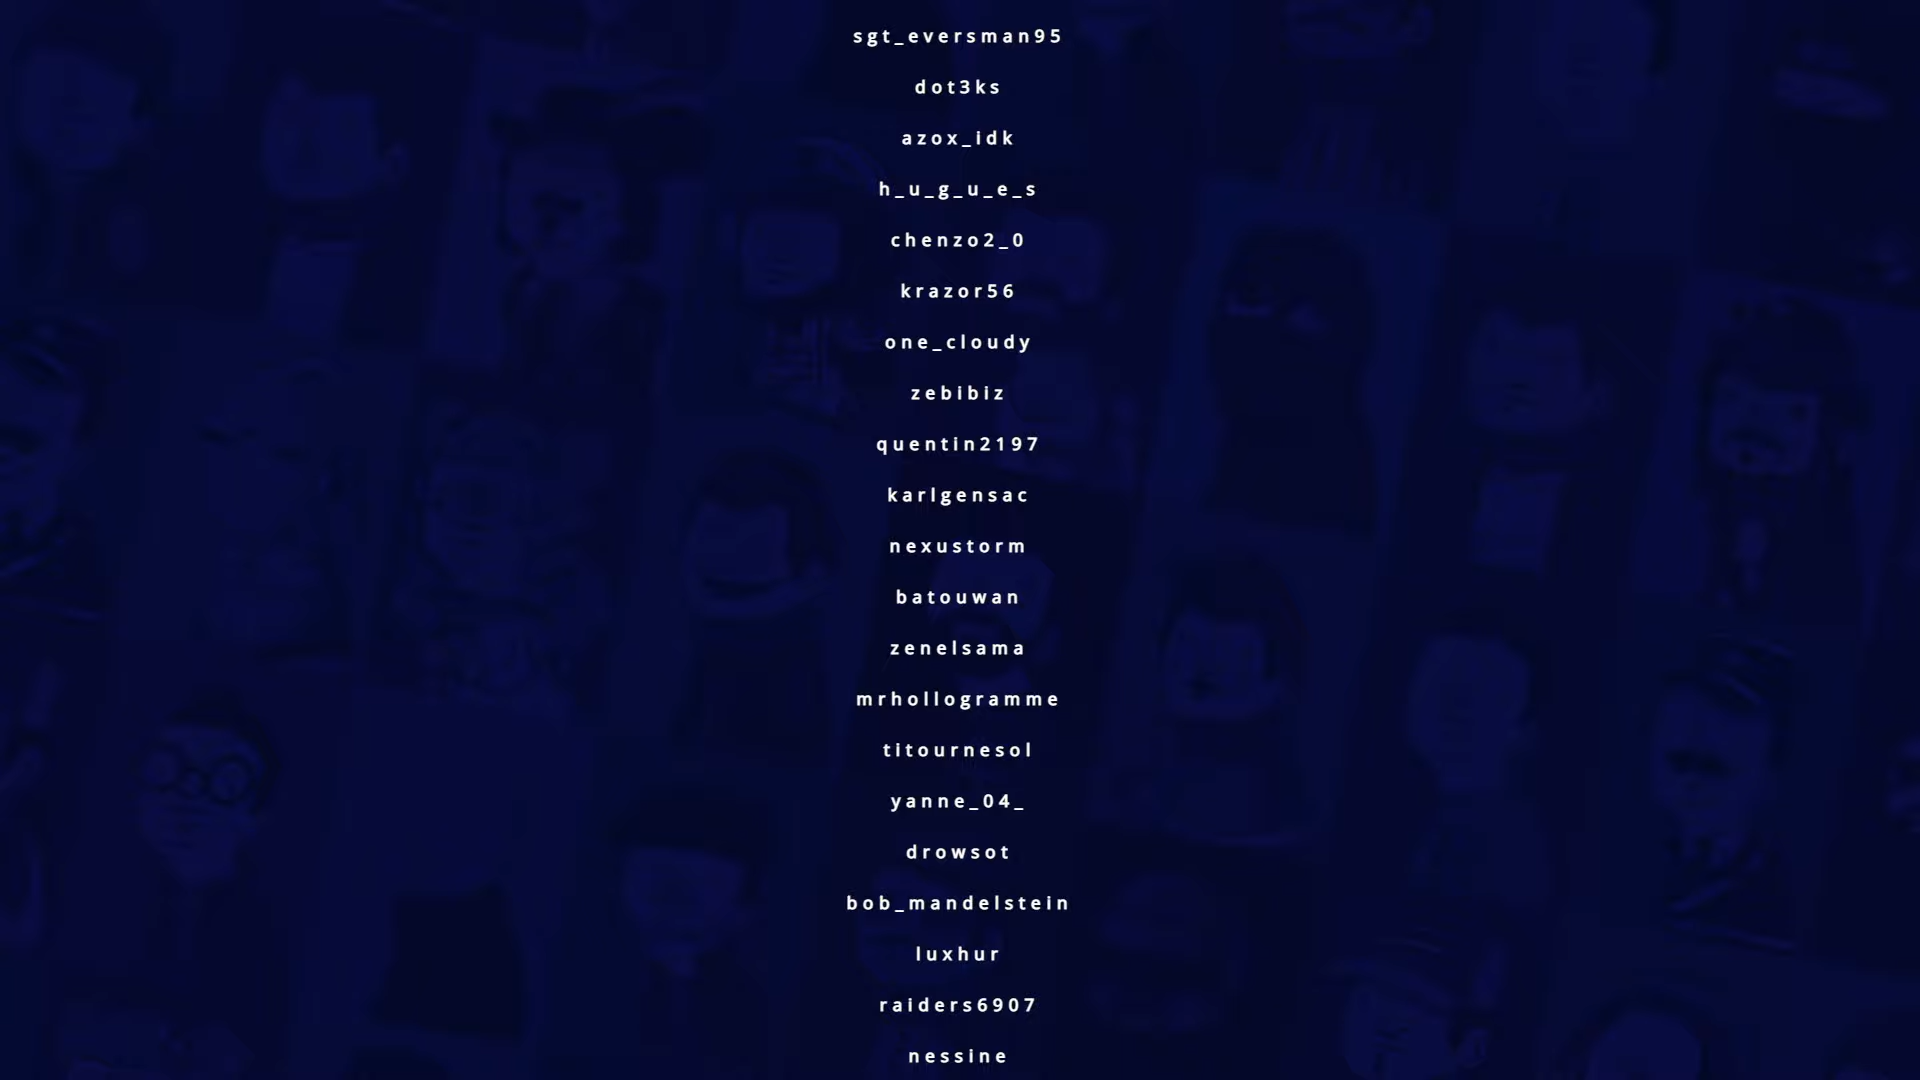 sgt_eversman95
dot3ks
azox_idk
h_u_g_u_e_s
chenzo2_0
krazor56
one_cloudy
zebibiz
quentin2197
karlgensac
nexustorm
batouwan
zenelsama
mrhollogramme
titournesol
yanne_04_
drowsot
bob_mandelstein
luxhur
raiders6907
nessine